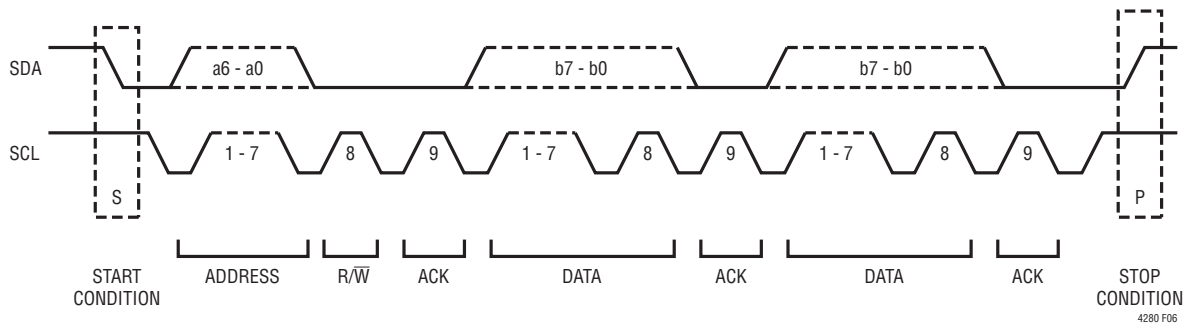 SDA
a6 - a0
b7 - b0
b7 - b0
SCL
1 - 7
8
9
1 - 7
8
9
1 - 7
8
9
S
P
START
CONDITION
ADDRESS
R/W̅
ACK
DATA
ACK
DATA
ACK
STOP
CONDITION
4280 F06